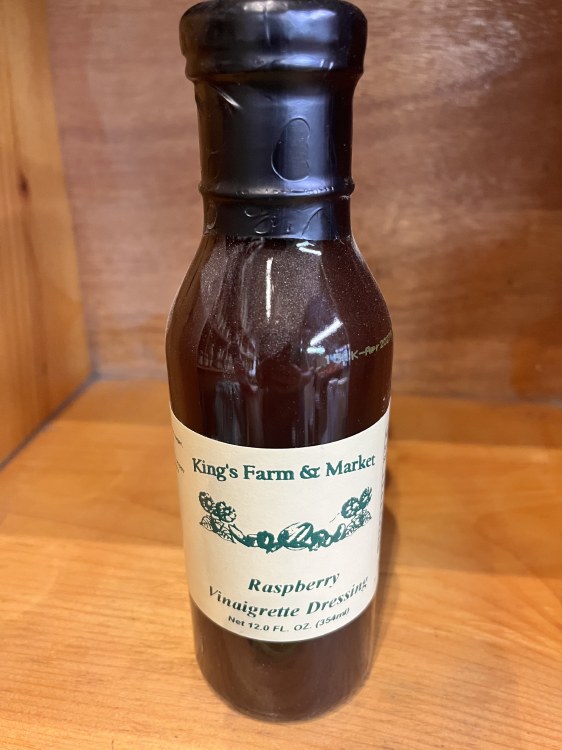 King's Farm & Market
Raspberry
Vinaigrette Dressing
Net 12.0 FL. OZ. (354ml)